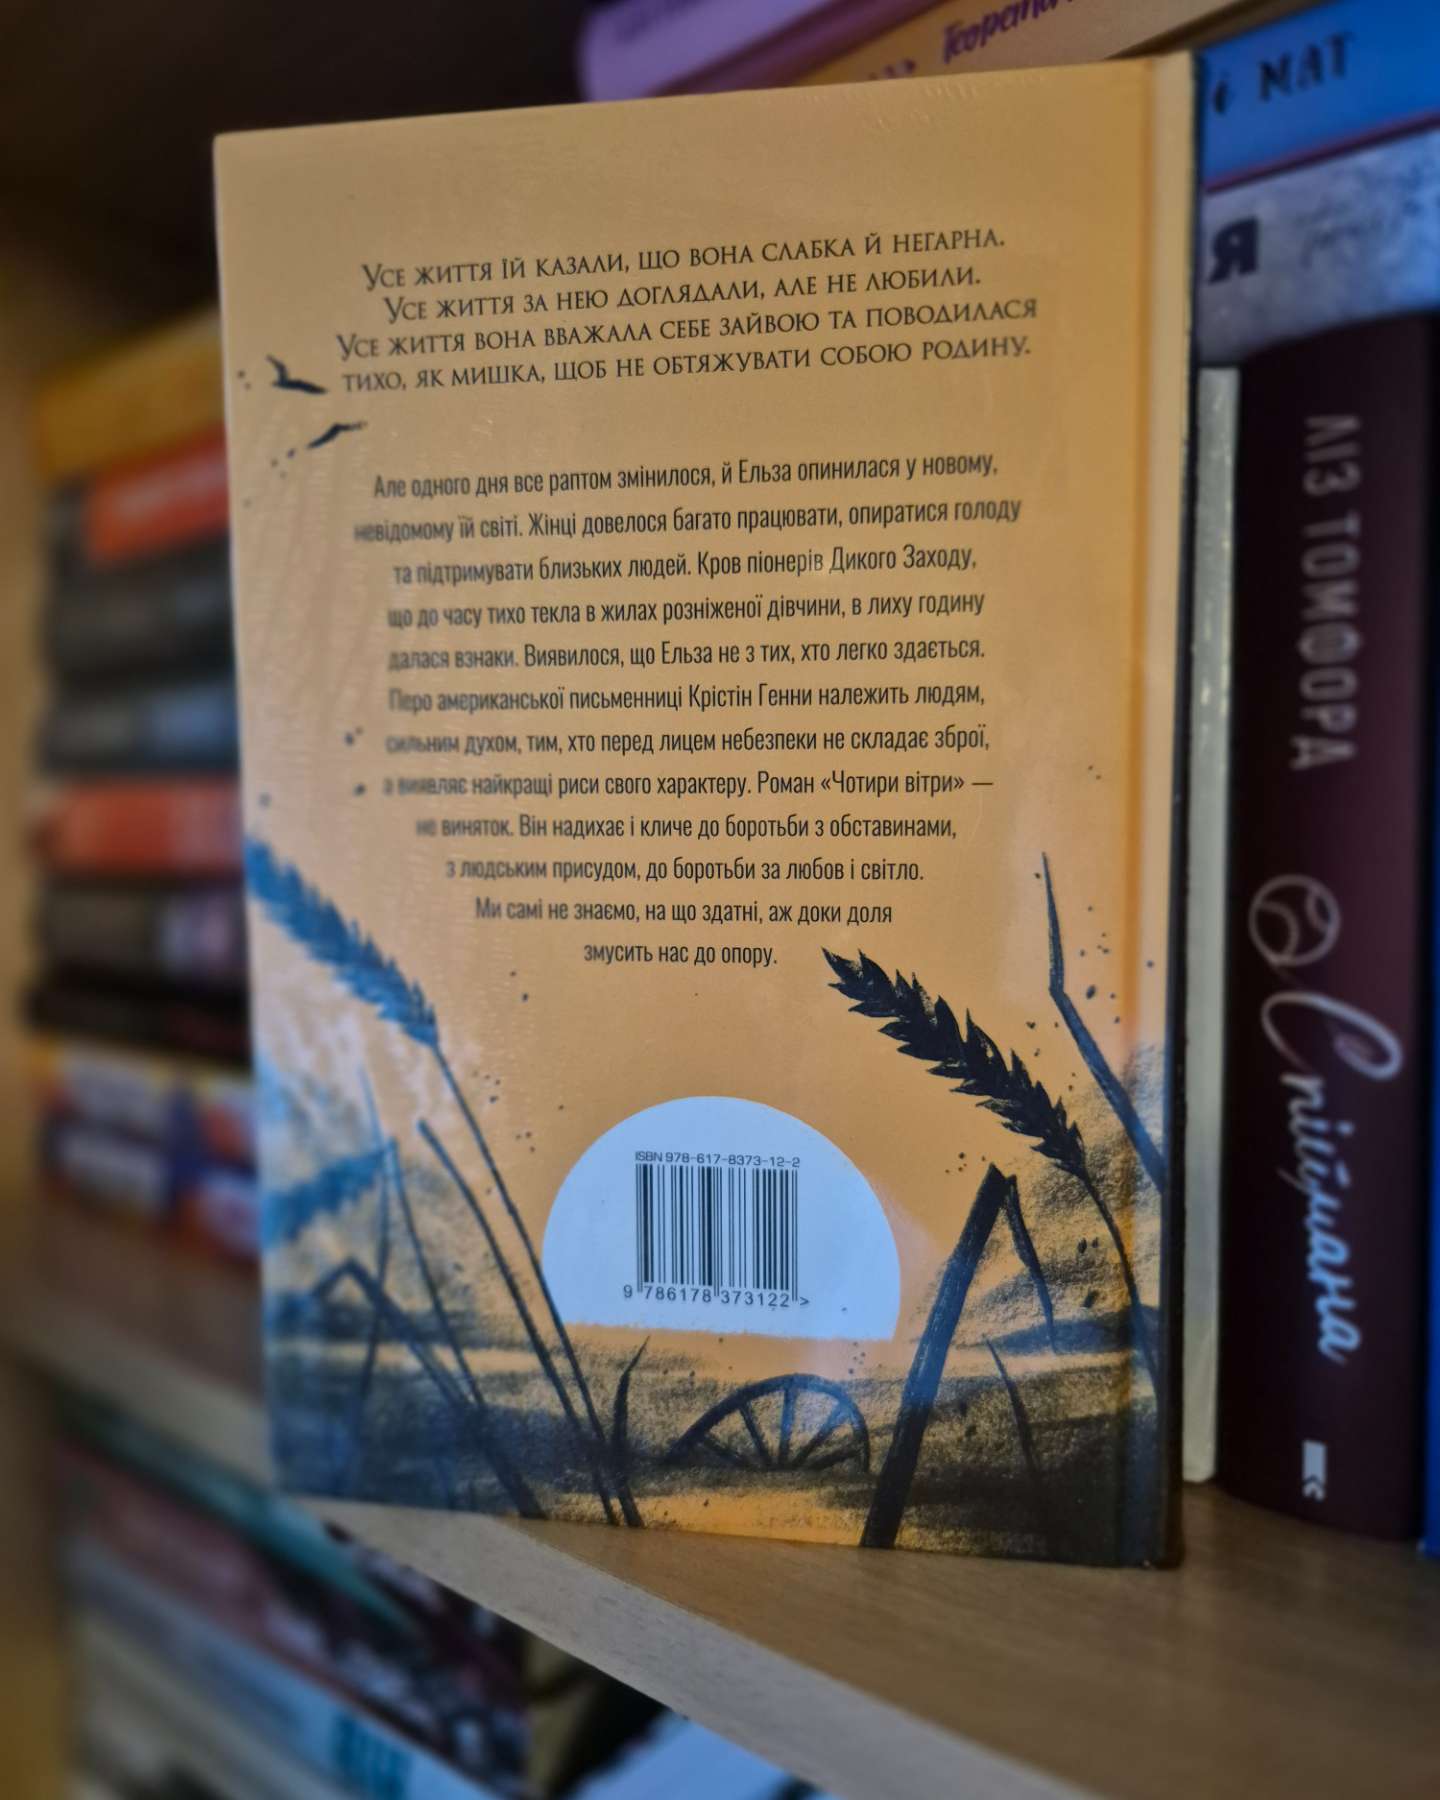 МАТ
Я
УСЕ ЖИТТЯ ЇЙ КАЗАЛИ, ЩО ВОНА СЛАБКА Й НЕГАРНА.
УСЕ ЖИТТЯ ЗА НЕЮ ДОГЛЯДАЛИ, АЛЕ НЕ ЛЮБИЛИ.
УСЕ ЖИТТЯ ВОНА ВВАЖАЛА СЕБЕ ЗАЙВОЮ ТА ПОВОДИЛАСЯ
ТИХО, ЯК МИШКА, ЩОБ НЕ ОБТЯЖУВАТИ СОБОЮ РОДИНУ.
Але одного дня все раптом змінилося, й Ельза опинилася у новому,
невідомому їй світі. Жінці довелося багато працювати, опиратися голоду
та підтримувати близьких людей. Кров піонерів Дикого Заходу,
що до часу тихо текла в жилах розніженої дівчини, в лиху годину
далася взнаки. Виявилося, що Ельза не з тих, хто легко здається.
Перо американської письменниці Крістін Генни належить людям,
сильним духом, тим, хто перед лицем небезпеки не складає зброї,
а виявляє найкращі риси свого характеру. Роман «Чотири вітри» —
не виняток. Він надихає і кличе до боротьби з обставинами,
з людським присудом, до боротьби за любов і світло.
Ми самі не знаємо, на що здатні, аж доки доля
змусить нас до опору.
ISBN 978-617-8373-12-2
9 786178 373122 >
ЛІЗ ТОМФОРД
Спіймана